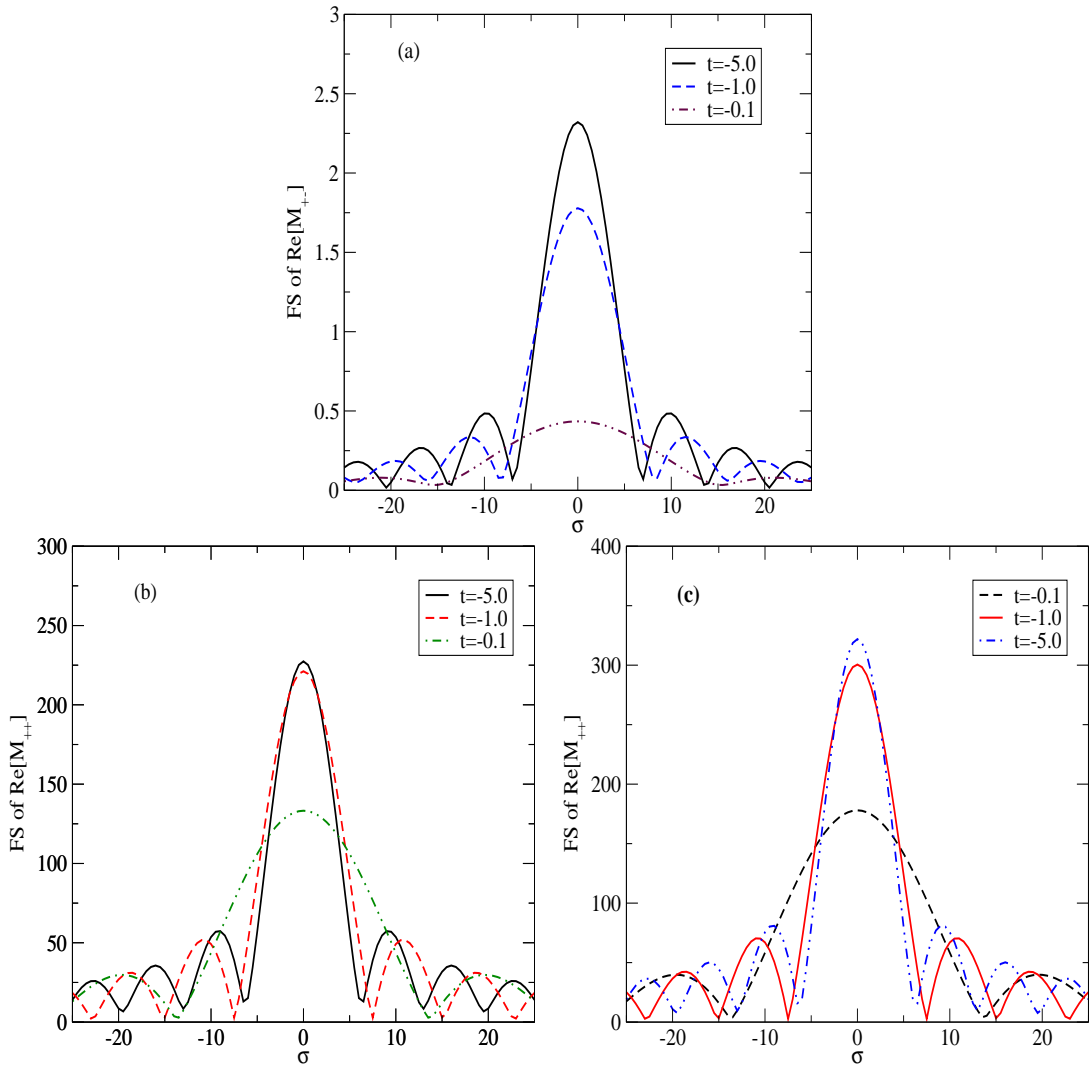 (a)
t=-5.0
t=-1.0
t=-0.1
FS of Re[M+-]
3
2.5
2
1.5
1
0.5
0
-20 -10 0 10 20
σ
(b)
t=-5.0
t=-1.0
t=-0.1
FS of Re[M++]
300
250
225
150
125
100
50
0
-20 -10 0 10 20
σ
(c)
t=-0.1
t=-1.0
t=-5.0
FS of Re[M++]
400
300
200
100
0
-20 -10 0 10 20
σ